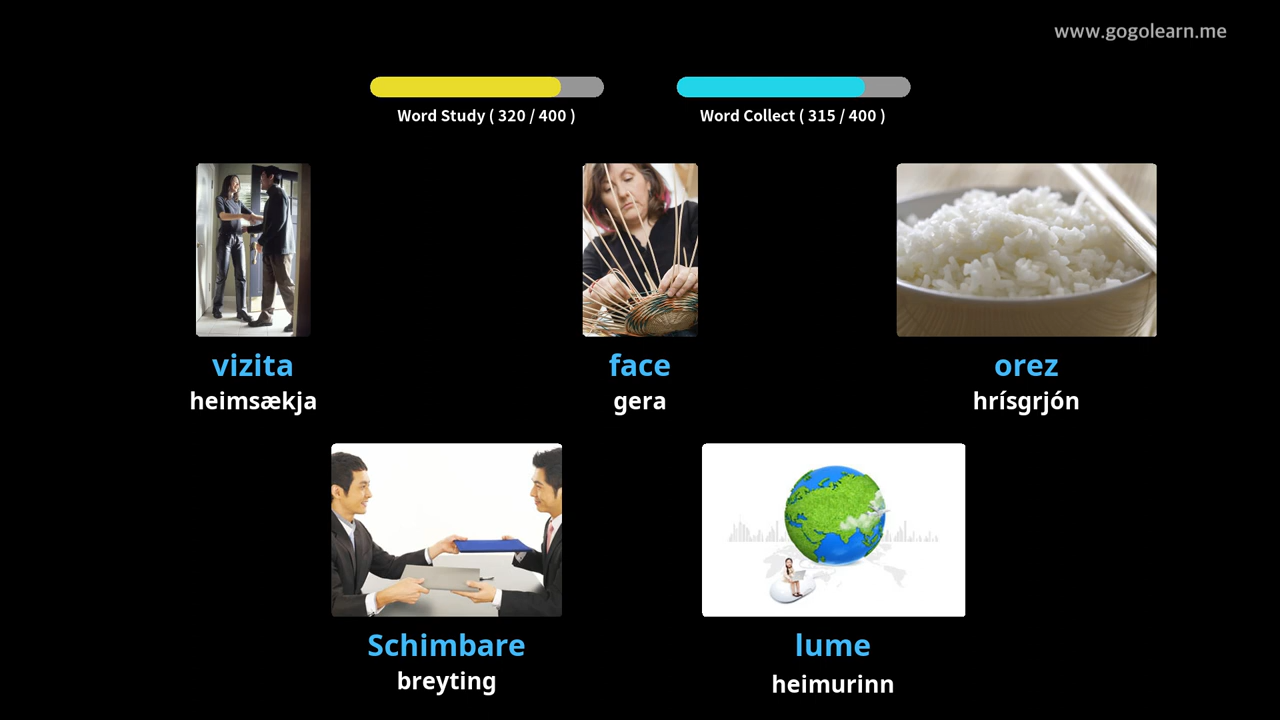 www.gogolearn.me
Word Study ( 320 / 400 )
Word Collect ( 315 / 400 )
vizita
heimsækja
face
gera
orez
hrísgrjón
Schimbare
breyting
lume
heimurinn